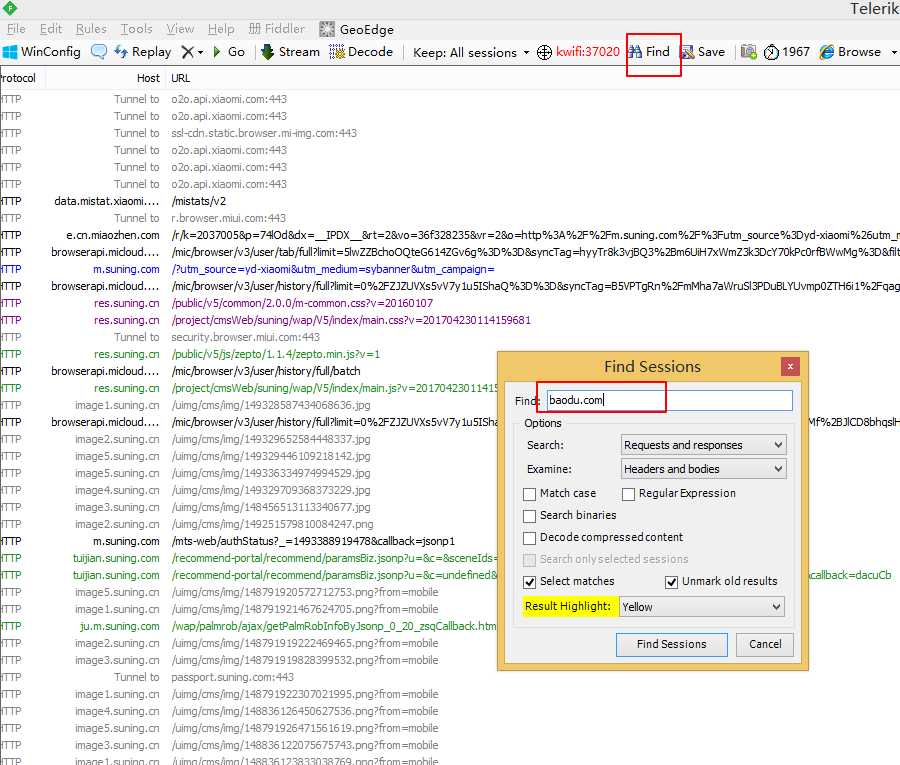 Telerik
File Edit Rules Tools View Help 册 Fiddler GeoEdge
WinConfig Replay Go Stream Decode Keep: All sessions kwifi:37020 Find Save 1967 Browse
rotocol Host URL
HTTP Tunnel to o2o.api.xiaomi.com:443
HTTP Tunnel to o2o.api.xiaomi.com:443
HTTP Tunnel to ssl-cdn.static.browser.mi-img.com:443
HTTP Tunnel to o2o.api.xiaomi.com:443
HTTP Tunnel to o2o.api.xiaomi.com:443
HTTP Tunnel to o2o.api.xiaomi.com:443
HTTP data.mistat.xiaomi.... /mistats/v2
HTTP Tunnel to r.browser.miui.com:443
HTTP e.cn.miaozhen.com /r/k=2037005&p=74lOd&dx=__IPDX__&rt=2&vo=36f328235&vr=2&o=http%3A%2F%2Fm.suning.com%2F%3Futm_source%3Dyd-xiaomi%26utm_m
HTTP browserapi.micloud.... /mic/browser/v3/user/tab/full?limit=5lwZZBchoOQteG614ZGv6g%3D%3D&syncTag=hyyTr8k3vjBQ3%2Bm6UiH7xWmZ3k3DcY70kPc0rfBWwMg%3D&filt
HTTP m.suning.com /?utm_source=yd-xiaomi&utm_medium=sybanner&utm_campaign=
HTTP browserapi.micloud.... /mic/browser/v3/user/history/full?limit=0%2FZJZUVXs5vV7y1u5IShaQ%3D%3D&syncTag=B5VPTgRn%2FmMha7aWruSl3PDuBLYUvmp0ZTH6i1%2Fqag
HTTP res.suning.cn /public/v5/common/2.0.0/m-common.css?v=20160107
HTTP res.suning.cn /project/cmsWeb/suning/wap/V5/index/main.css?v=201704230114159681
HTTP Tunnel to security.browser.miui.com:443
HTTP res.suning.cn /public/v5/js/zepto/1.1.4/zepto.min.js?v=1
HTTP browserapi.micloud.... /mic/browser/v3/user/history/full/batch
HTTP res.suning.cn /project/cmsWeb/suning/wap/V5/index/main.js?v=2017042301141
HTTP image1.suning.cn /uimg/cms/img/149328587434068636.jpg
HTTP browserapi.micloud.... /mic/browser/v3/user/history/full?limit=0%2FZJZUVXs5vV7y1u5ISha Mf%2BJlCD8bhqslH
HTTP image2.suning.cn /uimg/cms/img/149329652584448337.jpg
HTTP image5.suning.cn /uimg/cms/img/149329446109218142.jpg
HTTP image5.suning.cn /uimg/cms/img/149336334974994529.jpg
HTTP image4.suning.cn /uimg/cms/img/149329709368373229.jpg
HTTP image3.suning.cn /uimg/cms/img/148456513113340677.jpg
HTTP image2.suning.cn /uimg/cms/img/149251579810084247.png
HTTP m.suning.com /mts-web/authStatus?_=1493388919478&callback=jsonp1
HTTP tuijian.suning.com /recommend-portal/recommend/paramsBiz.jsonp?u=&c=&sceneIds=
HTTP tuijian.suning.com /recommend-portal/recommend/paramsBiz.jsonp?u=&c=undefined& callback=dacuCb
HTTP image5.suning.cn /uimg/cms/img/148791920572712753.png?from=mobile
HTTP image1.suning.cn /uimg/cms/img/148791921467624705.png?from=mobile
HTTP ju.m.suning.com /wap/palmrob/ajax/getPalmRobInfoByJsonp_0_20_zsqCallback.htm
HTTP image2.suning.cn /uimg/cms/img/148791919222469465.png?from=mobile
HTTP image3.suning.cn /uimg/cms/img/148791919828399532.png?from=mobile
HTTP Tunnel to passport.suning.com:443
HTTP image1.suning.cn /uimg/cms/img/148791922307021995.png?from=mobile
HTTP image4.suning.cn /uimg/cms/img/148836126450627536.png?from=mobile
HTTP image5.suning.cn /uimg/cms/img/148791926471561619.png?from=mobile
HTTP image3.suning.cn /uimg/cms/img/148836122075675743.png?from=mobile
HTTP image1.suning.cn /uimg/cms/img/148836123833038769.png?from=mobile
Find Sessions
x
Find: baodu.com
Options
Search: Requests and responses
Examine: Headers and bodies
Match case Regular Expression
Search binaries
Decode compressed content
Search only selected sessions
Select matches Unmark old results
Result Highlight: Yellow
Find Sessions Cancel